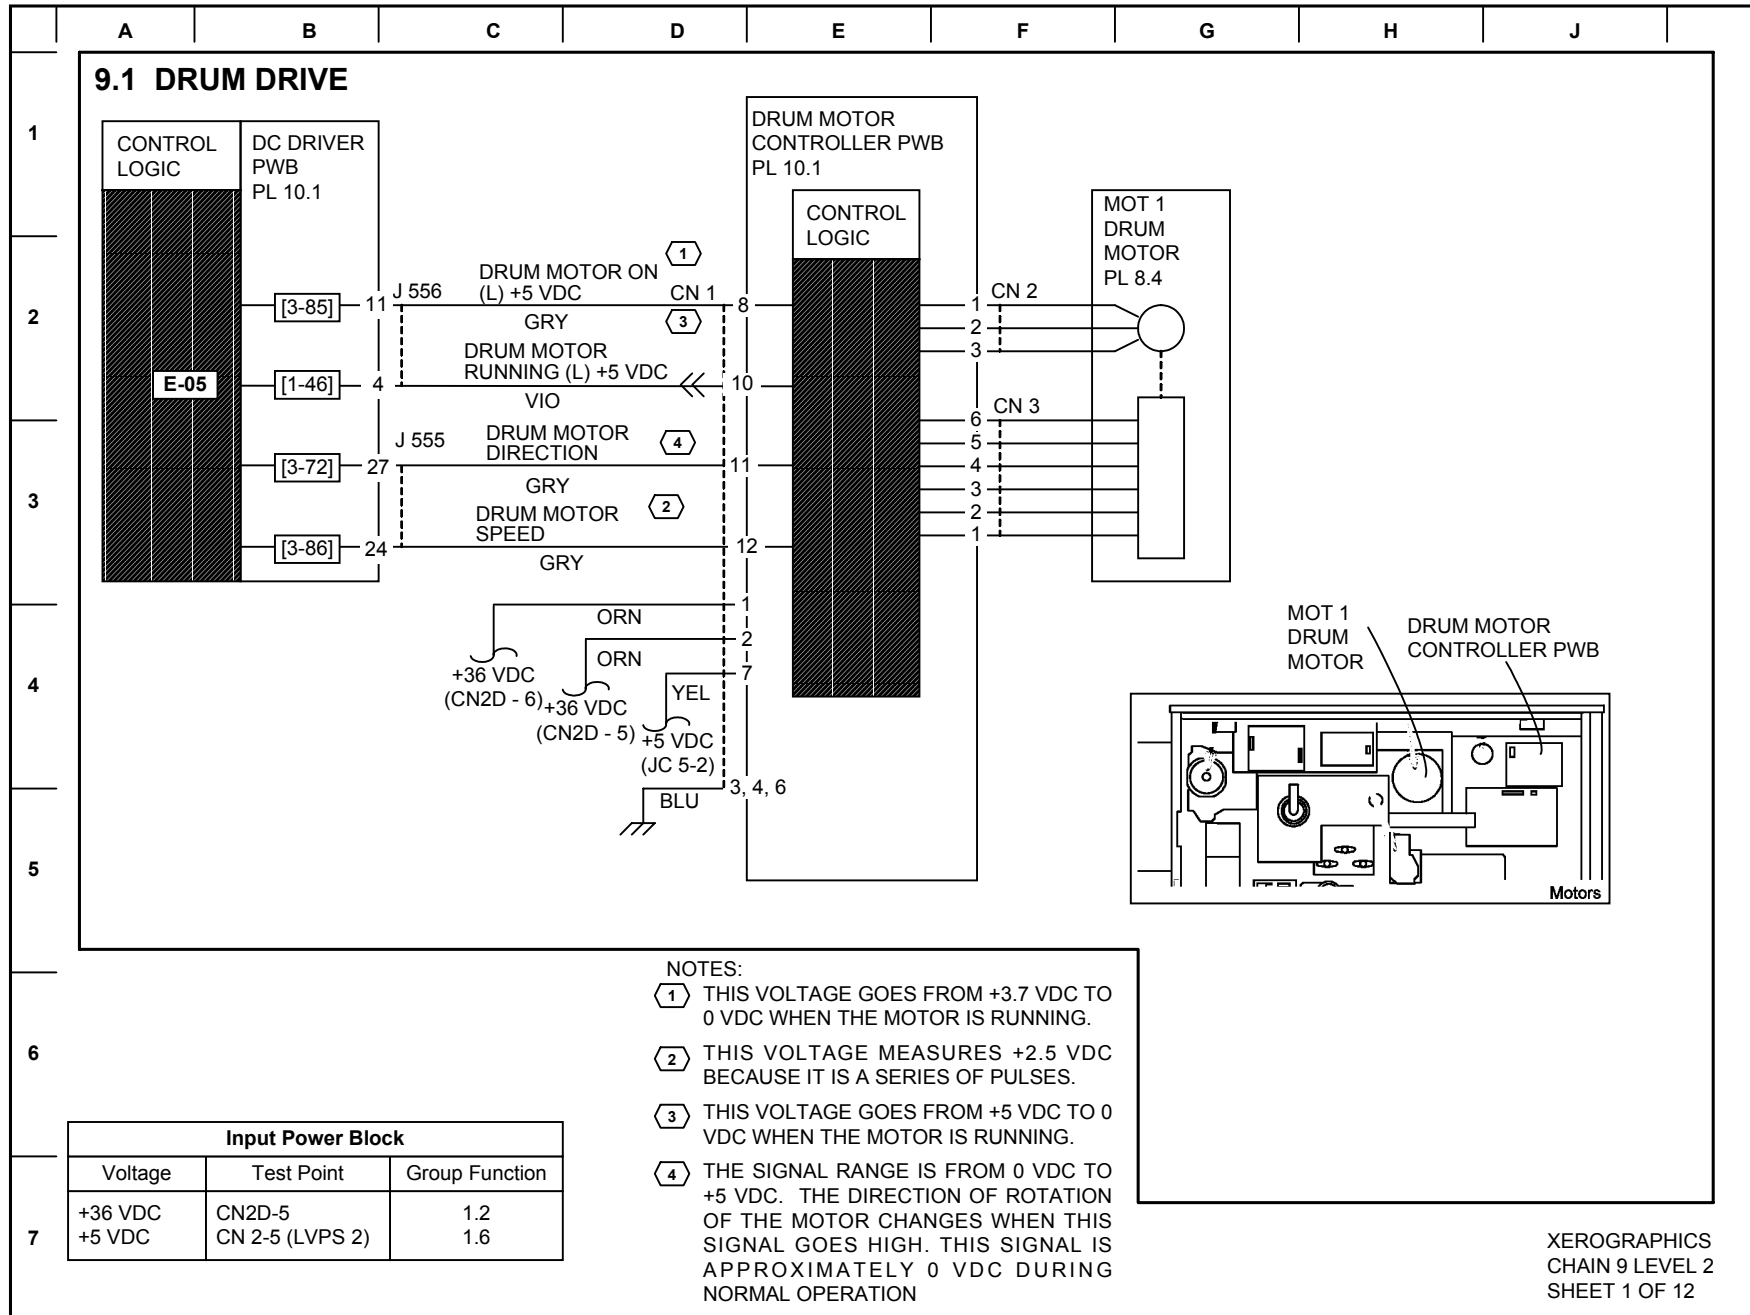 A B C D E F G H J
9.1 DRUM DRIVE
1
CONTROL
LOGIC
DC DRIVER
PWB
PL 10.1
DRUM MOTOR
CONTROLLER PWB
PL 10.1
CONTROL
LOGIC
MOT 1
DRUM
MOTOR
PL 8.4
2
1
DRUM MOTOR ON
(L) +5 VDC
[3-85]
11
J 556
CN 1
8
GRY
3
1
CN 2
2
3
DRUM MOTOR
RUNNING (L) +5 VDC
E-05
[1-46]
4
10
VIO
3
J 555
DRUM MOTOR
DIRECTION
4
[3-72]
27
11
GRY
DRUM MOTOR
SPEED
2
[3-86]
24
12
GRY
6
CN 3
5
4
3
2
1
4
ORN
1
+36 VDC
(CN2D - 6)
ORN
2
+36 VDC
(CN2D - 5)
YEL
7
+5 VDC
(JC 5-2)
3, 4, 6
BLU
MOT 1
DRUM
MOTOR
DRUM MOTOR
CONTROLLER PWB
Motors
5
6
7
NOTES:
1 THIS VOLTAGE GOES FROM +3.7 VDC TO
0 VDC WHEN THE MOTOR IS RUNNING.
2 THIS VOLTAGE MEASURES +2.5 VDC
BECAUSE IT IS A SERIES OF PULSES.
3 THIS VOLTAGE GOES FROM +5 VDC TO 0
VDC WHEN THE MOTOR IS RUNNING.
4 THE SIGNAL RANGE IS FROM 0 VDC TO
+5 VDC. THE DIRECTION OF ROTATION
OF THE MOTOR CHANGES WHEN THIS
SIGNAL GOES HIGH. THIS SIGNAL IS
APPROXIMATELY 0 VDC DURING
NORMAL OPERATION
Input Power Block
Voltage Test Point Group Function
+36 VDC CN2D-5 1.2
+5 VDC CN 2-5 (LVPS 2) 1.6
XEROGRAPHICS
CHAIN 9 LEVEL 2
SHEET 1 OF 12